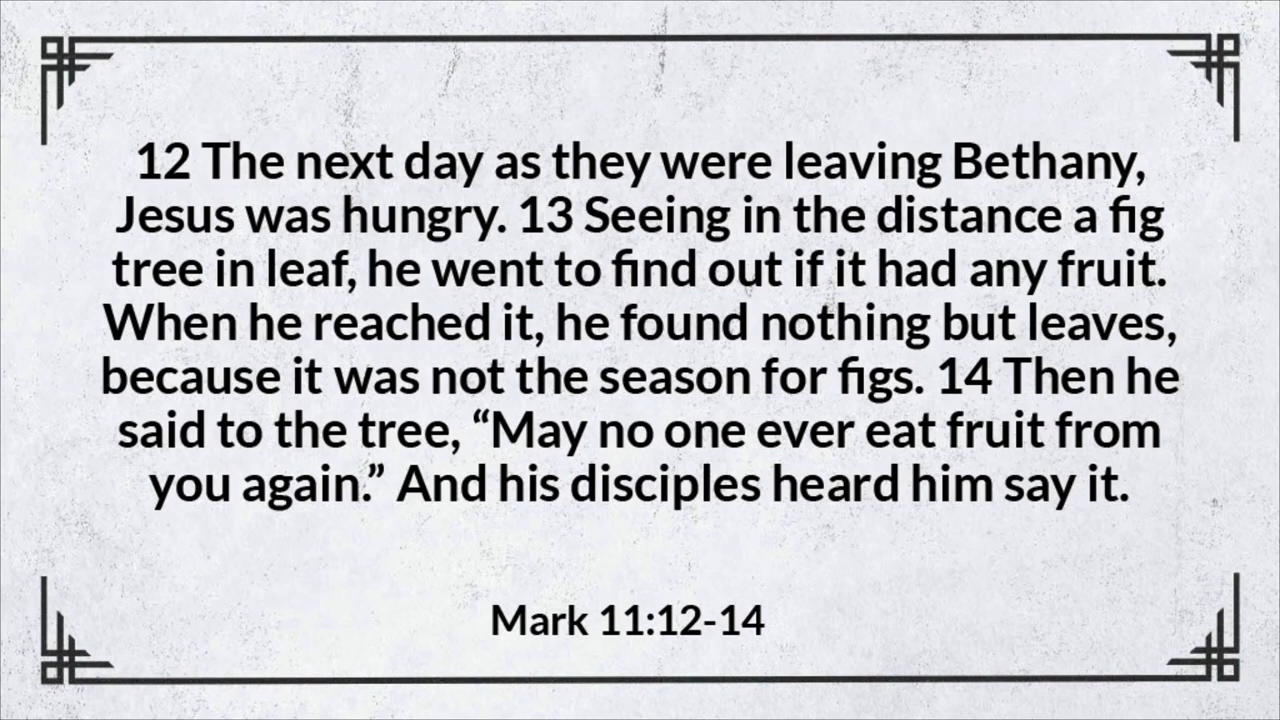 12 The next day as they were leaving Bethany,
Jesus was hungry. 13 Seeing in the distance a fig
tree in leaf, he went to find out if it had any fruit.
When he reached it, he found nothing but leaves,
because it was not the season for figs. 14 Then he
said to the tree, “May no one ever eat fruit from
you again.” And his disciples heard him say it.
Mark 11:12-14